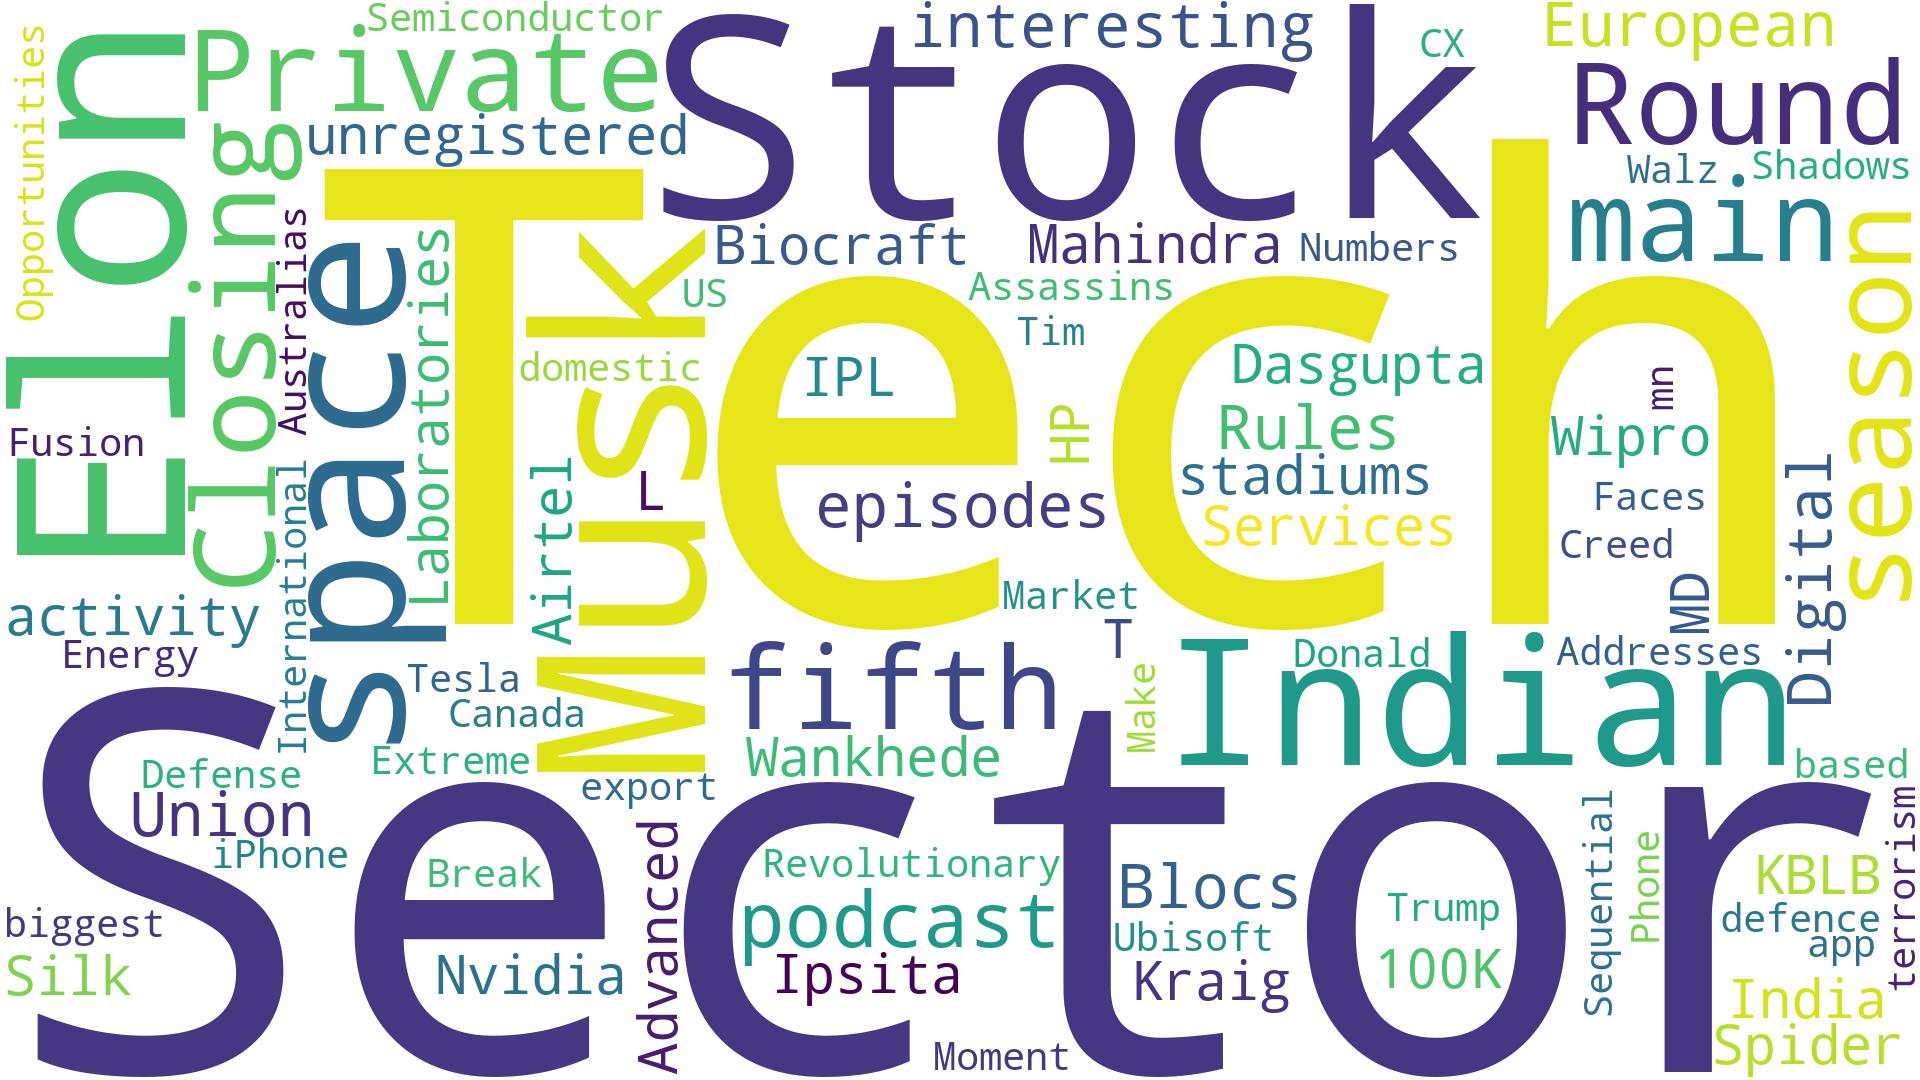 Semiconductor
interesting
CX
European
Opportunities
Elon
Private
Stock
Round
unregistered
Closing
Walz
Shadows
main
season
Australias
space
Laboratories
Tech
Musk
US
Biocraft
Mahindra
Numbers
Assassins
Tim
domestic
IPL
Dasgupta
HP
Rules
mn
Wipro
Fusion
stadiums
L
episodes
Services
Faces
Creed
International
Airtel
Digital
MD
Market
activity
Energy
T
fifth
Make
Indian
Donald
Addresses
Tesla
Canada
Wankhede
Extreme
export
based
Defense
Union
iPhone
Sector
Break
Advanced
Revolutionary
podcast
Blocs
Ubisoft
Trump
100K
Sequential
Phone
KBLB
defence
app
terrorism
biggest
Silk
Nvidia
Ipsita
Kraig
India
Spider
Moment